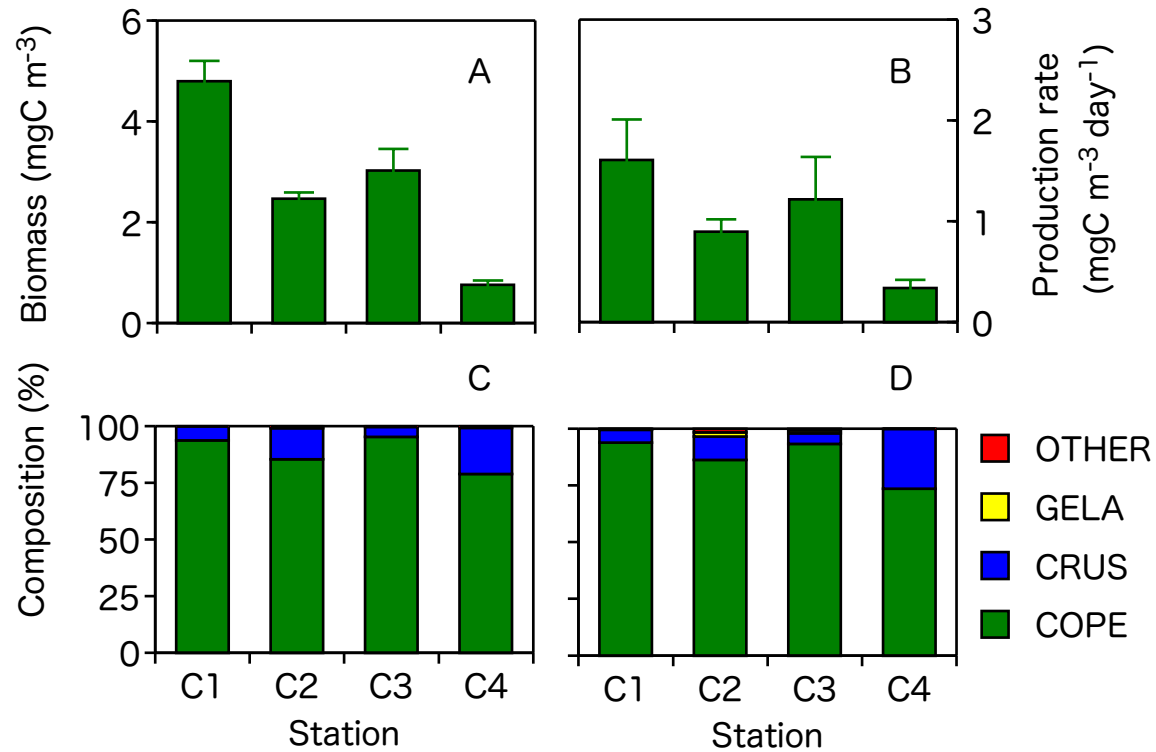 Biomass (mgC m-3)
6
4
2
0
A
B
3
2
1
0
Production rate
(mgC m-3 day-1)
Composition (%)
100
75
50
25
0
C
D
C1 C2 C3 C4
Station
C1 C2 C3 C4
Station
OTHER
GELA
CRUS
COPE